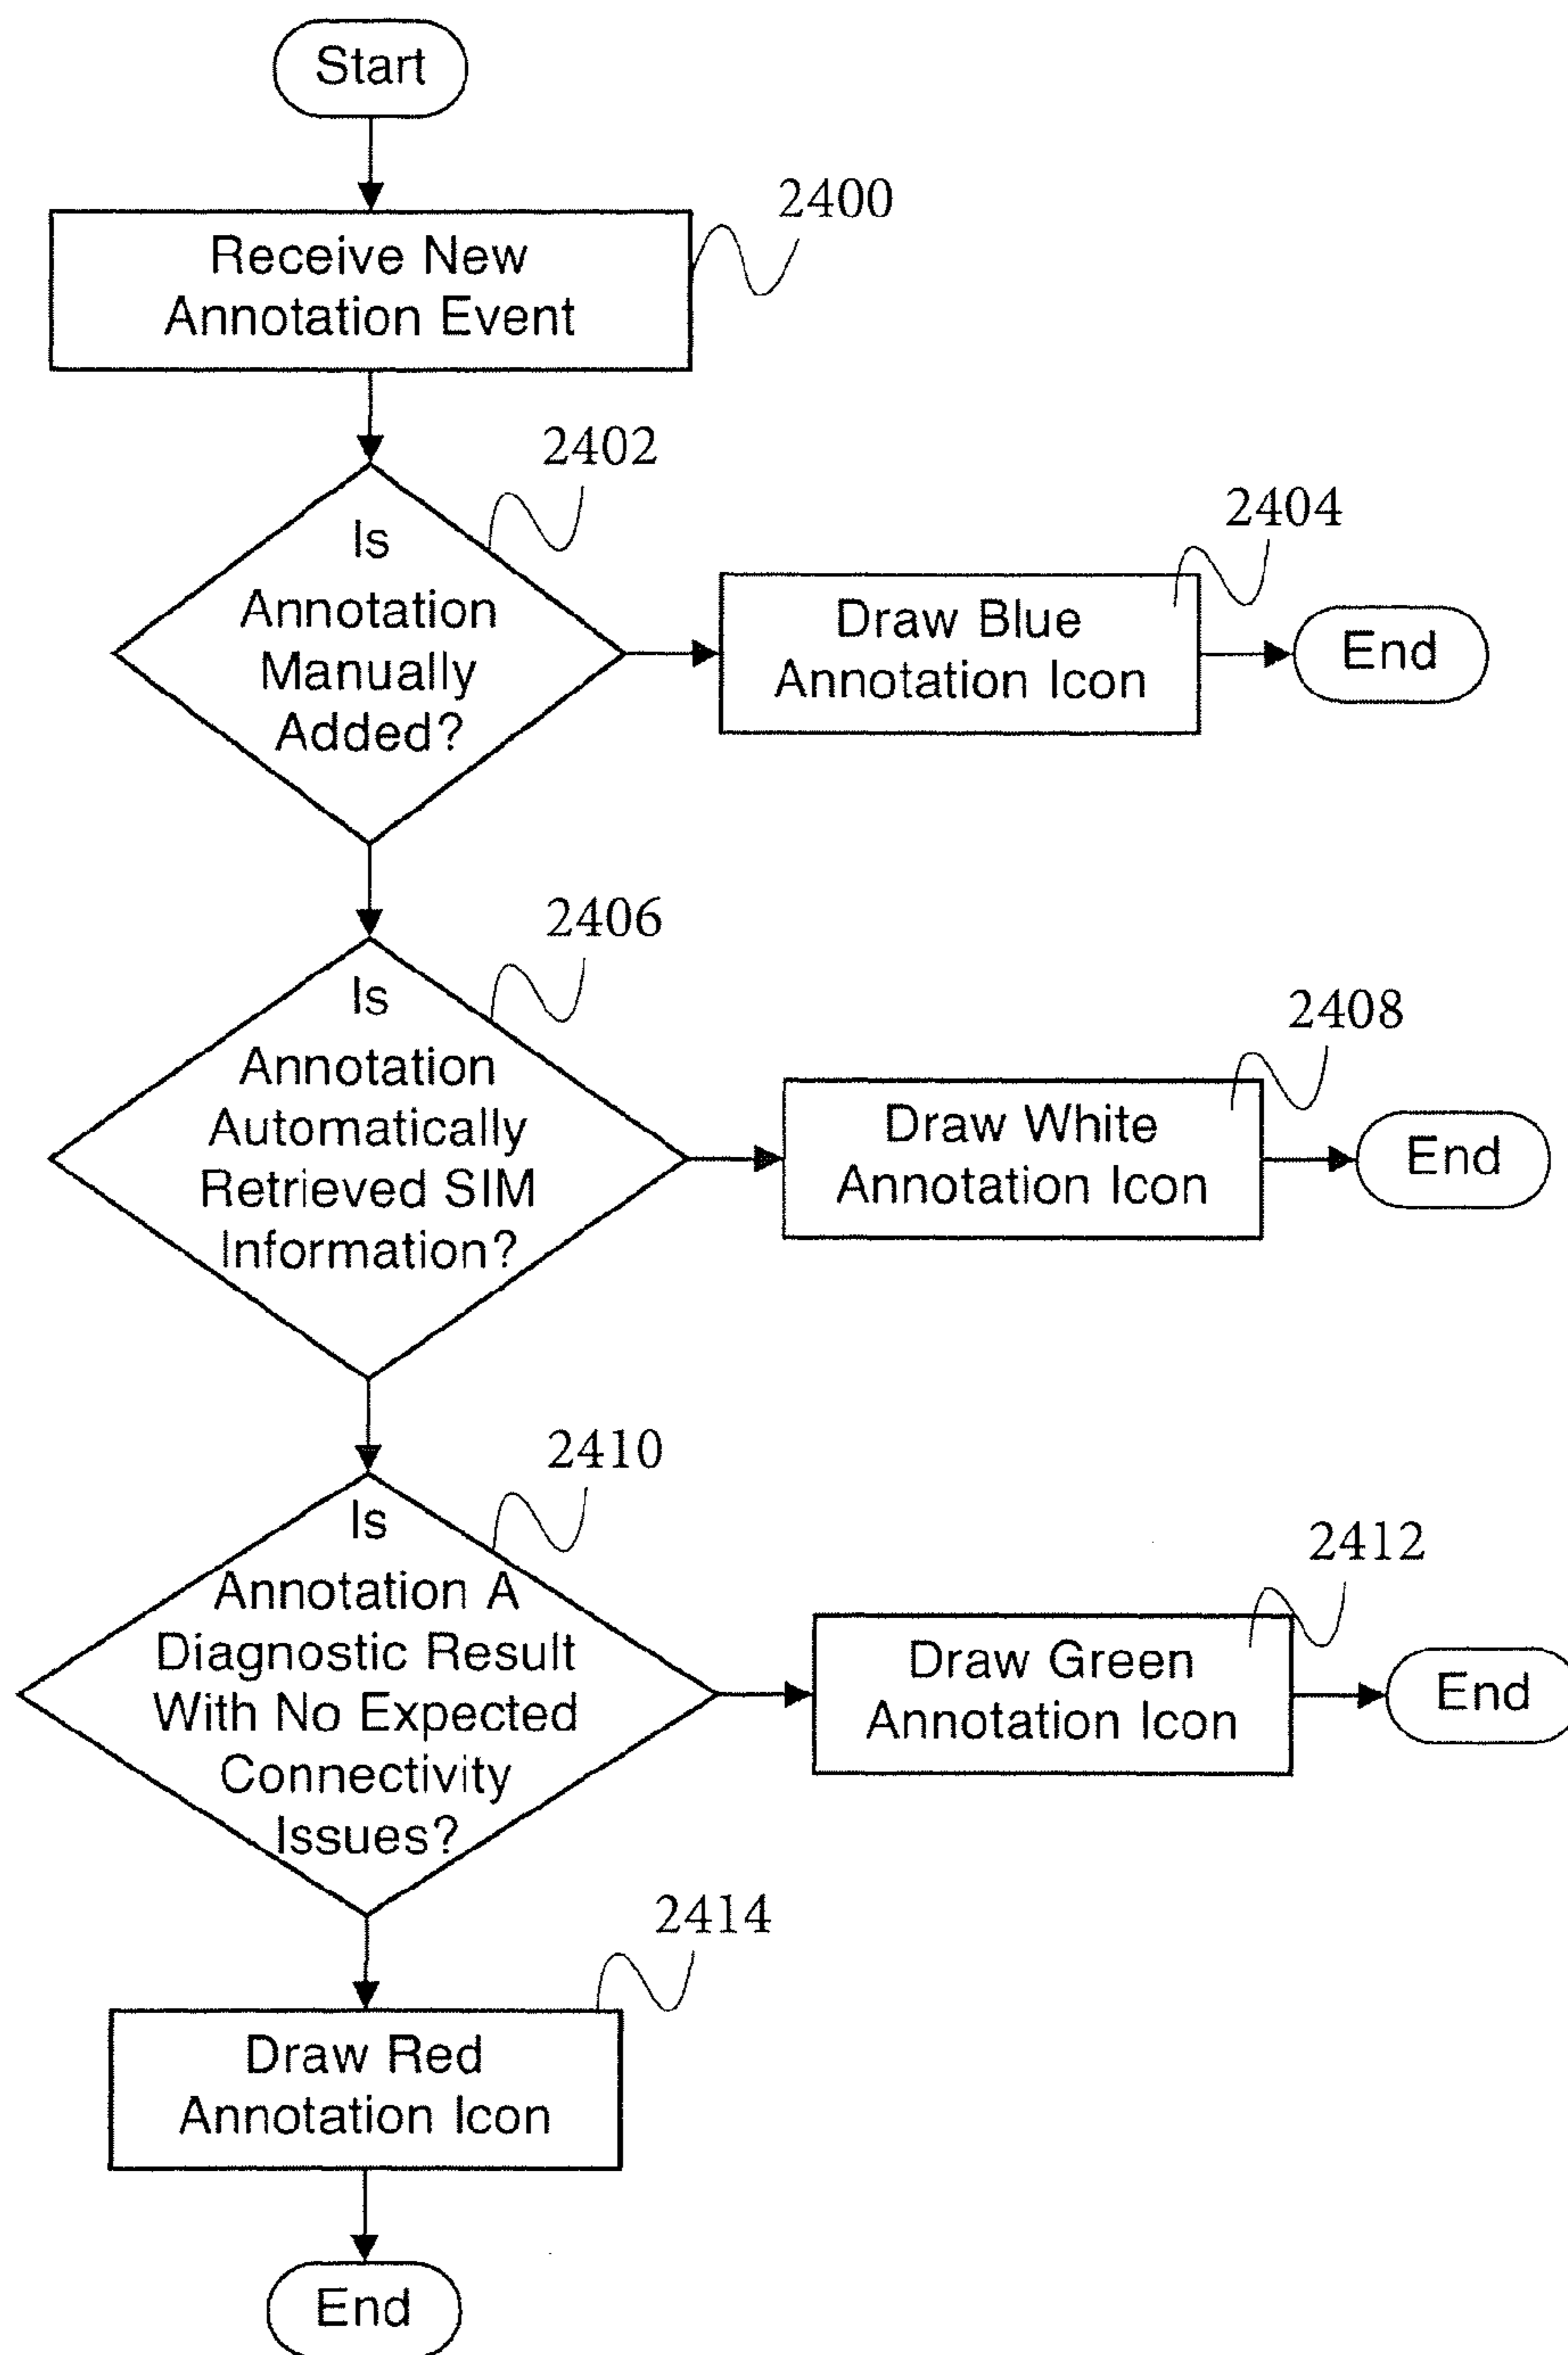 Start
2400
Receive New
Annotation Event
2402
Is
Annotation
Manually
Added?
2404
Draw Blue
Annotation Icon
End
2406
Is
Annotation
Automatically
Retrieved SIM
Information?
2408
Draw White
Annotation Icon
End
2410
Is
Annotation A
Diagnostic Result
With No Expected
Connectivity
Issues?
2412
Draw Green
Annotation Icon
End
2414
Draw Red
Annotation Icon
End